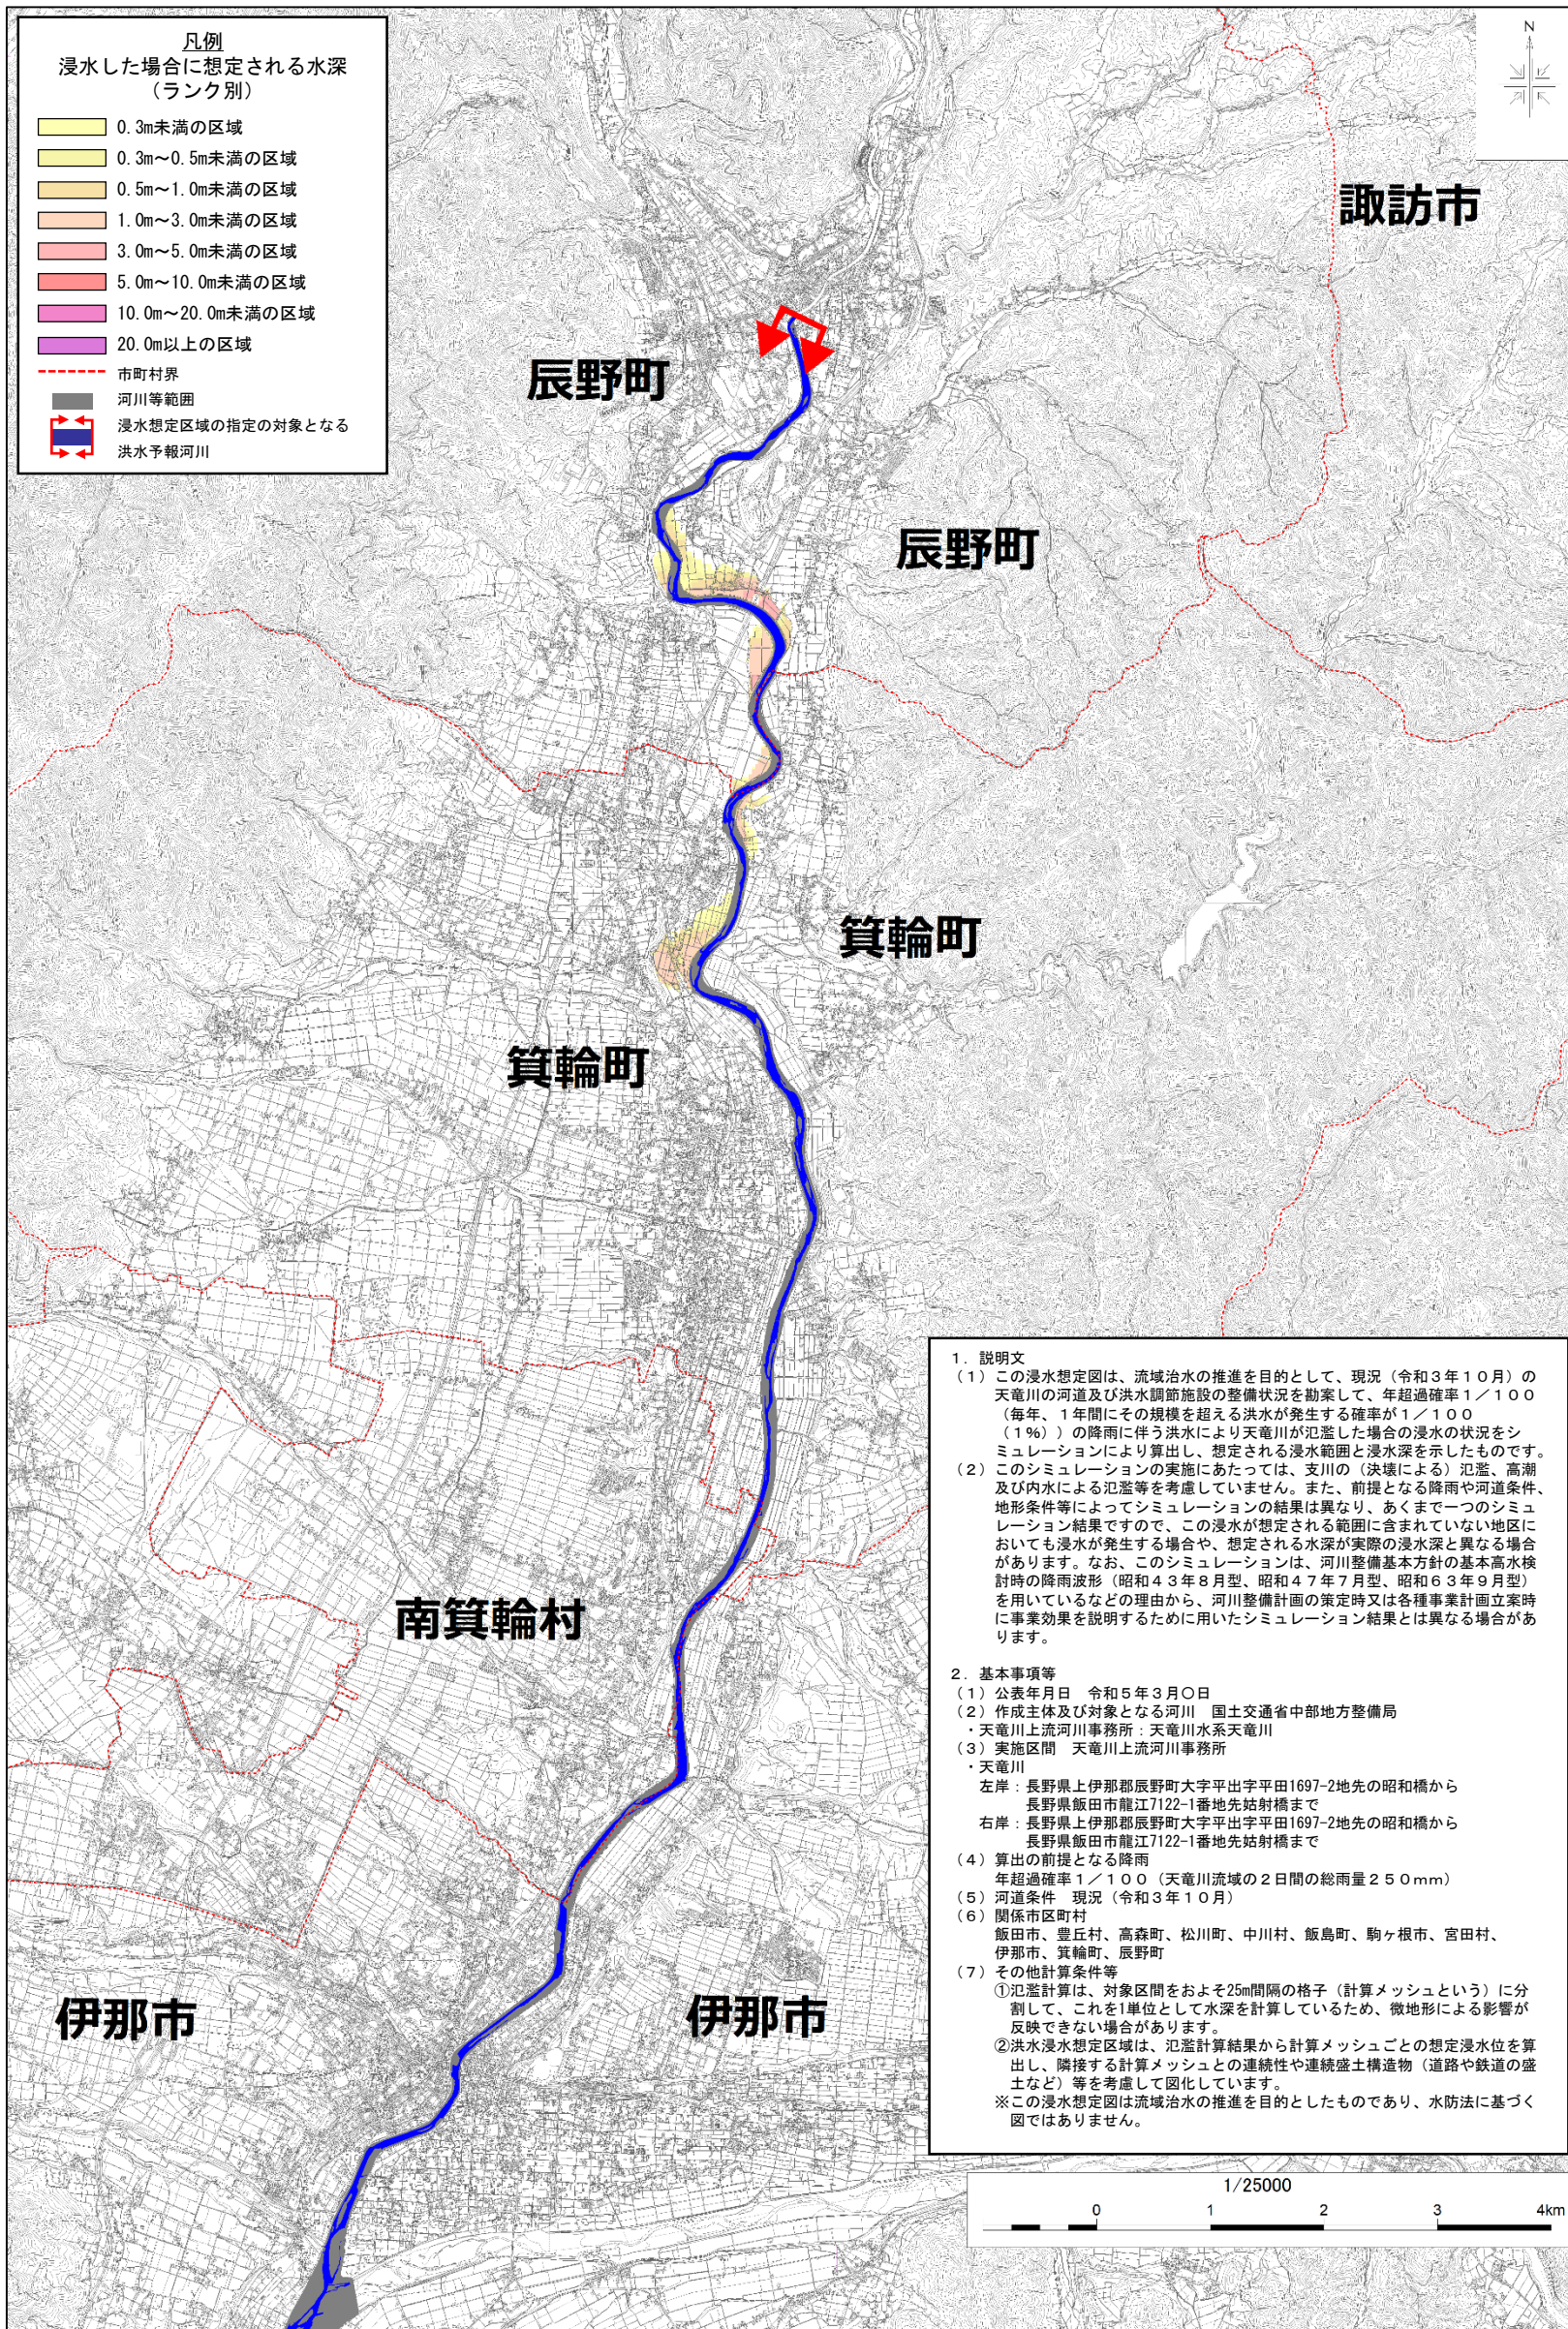 凡例
浸水した場合に想定される水深
（ランク別）
0.3m未満の区域
0.3m～0.5m未満の区域
0.5m～1.0m未満の区域
1.0m～3.0m未満の区域
3.0m～5.0m未満の区域
5.0m～10.0m未満の区域
10.0m～20.0m未満の区域
20.0m以上の区域
市町村界
河川等範囲
浸水想定区域の指定の対象となる
洪水予報河川
N
諏訪市
辰野町
辰野町
箕輪町
箕輪町
南箕輪村
伊那市
伊那市
１．説明文
（１）この浸水想定図は、流域治水の推進を目的として、現況（令和３年１０月）の
天竜川の河道及び洪水調節施設の整備状況を勘案して、年超過確率１／１００
（毎年、１年間にその規模を超える洪水が発生する確率が１／１００
（１％））の降雨に伴う洪水により天竜川が氾濫した場合の浸水の状況をシ
ミュレーションにより算出し、想定される浸水範囲と浸水深を示したものです。
（２）このシミュレーションの実施にあたっては、支川の（決壊による）氾濫、高潮
及び内水による氾濫等を考慮していません。また、前提となる降雨や河道条件、
地形条件等によってシミュレーションの結果は異なり、あくまで一つのシミュ
レーション結果ですので、この浸水が想定される範囲に含まれていない地区に
おいても浸水が発生する場合や、想定される水深が実際の浸水深と異なる場合
があります。なお、このシミュレーションは、河川整備基本方針の基本高水検
討時の降雨波形（昭和４３年８月型、昭和４７年７月型、昭和６３年９月型）
を用いているなどの理由から、河川整備計画の策定時又は各種事業計画立案時
に事業効果を説明するために用いたシミュレーション結果とは異なる場合があ
ります。
２．基本事項等
（１）公表年月日　令和５年３月〇日
（２）作成主体及び対象となる河川　国土交通省中部地方整備局
・天竜川上流河川事務所：天竜川水系天竜川
（３）実施区間　天竜川上流河川事務所
・天竜川
左岸：長野県上伊那郡辰野町大字平出字平田1697-2地先の昭和橋から
長野県飯田市龍江7122-1番地先姑射橋まで
右岸：長野県上伊那郡辰野町大字平出字平田1697-2地先の昭和橋から
長野県飯田市龍江7122-1番地先姑射橋まで
（４）算出の前提となる降雨
年超過確率１／１００（天竜川流域の２日間の総雨量２５０mm）
（５）河道条件　現況（令和３年１０月）
（６）関係市区町村
飯田市、豊丘村、高森町、松川町、中川村、飯島町、駒ヶ根市、宮田村、
伊那市、箕輪町、辰野町
（７）その他計算条件等
①氾濫計算は、対象区間をおよそ25m間隔の格子（計算メッシュという）に分
割して、これを1単位として水深を計算しているため、微地形による影響が
反映できない場合があります。
②洪水浸水想定区域は、氾濫計算結果から計算メッシュごとの想定浸水位を算
出し、隣接する計算メッシュとの連続性や連続盛土構造物（道路や鉄道の盛
土など）等を考慮して図化しています。
※この浸水想定図は流域治水の推進を目的としたものであり、水防法に基づく
図ではありません。
1/25000
0 1 2 3 4km